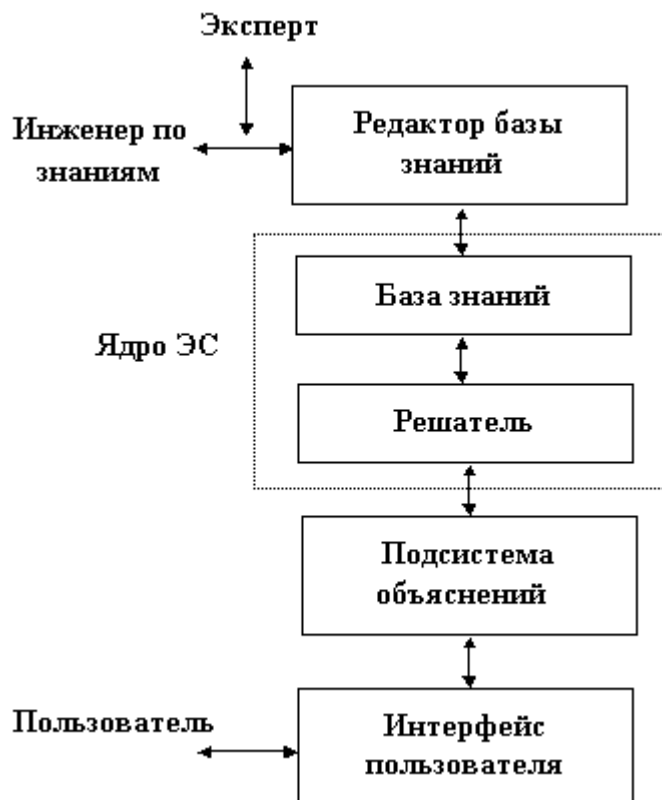 Эксперт
Инженер по
знаниям
Редактор базы
знаний
База знаний
Ядро ЭС
Решатель
Подсистема
объяснений
Пользователь
Интерфейс
пользователя